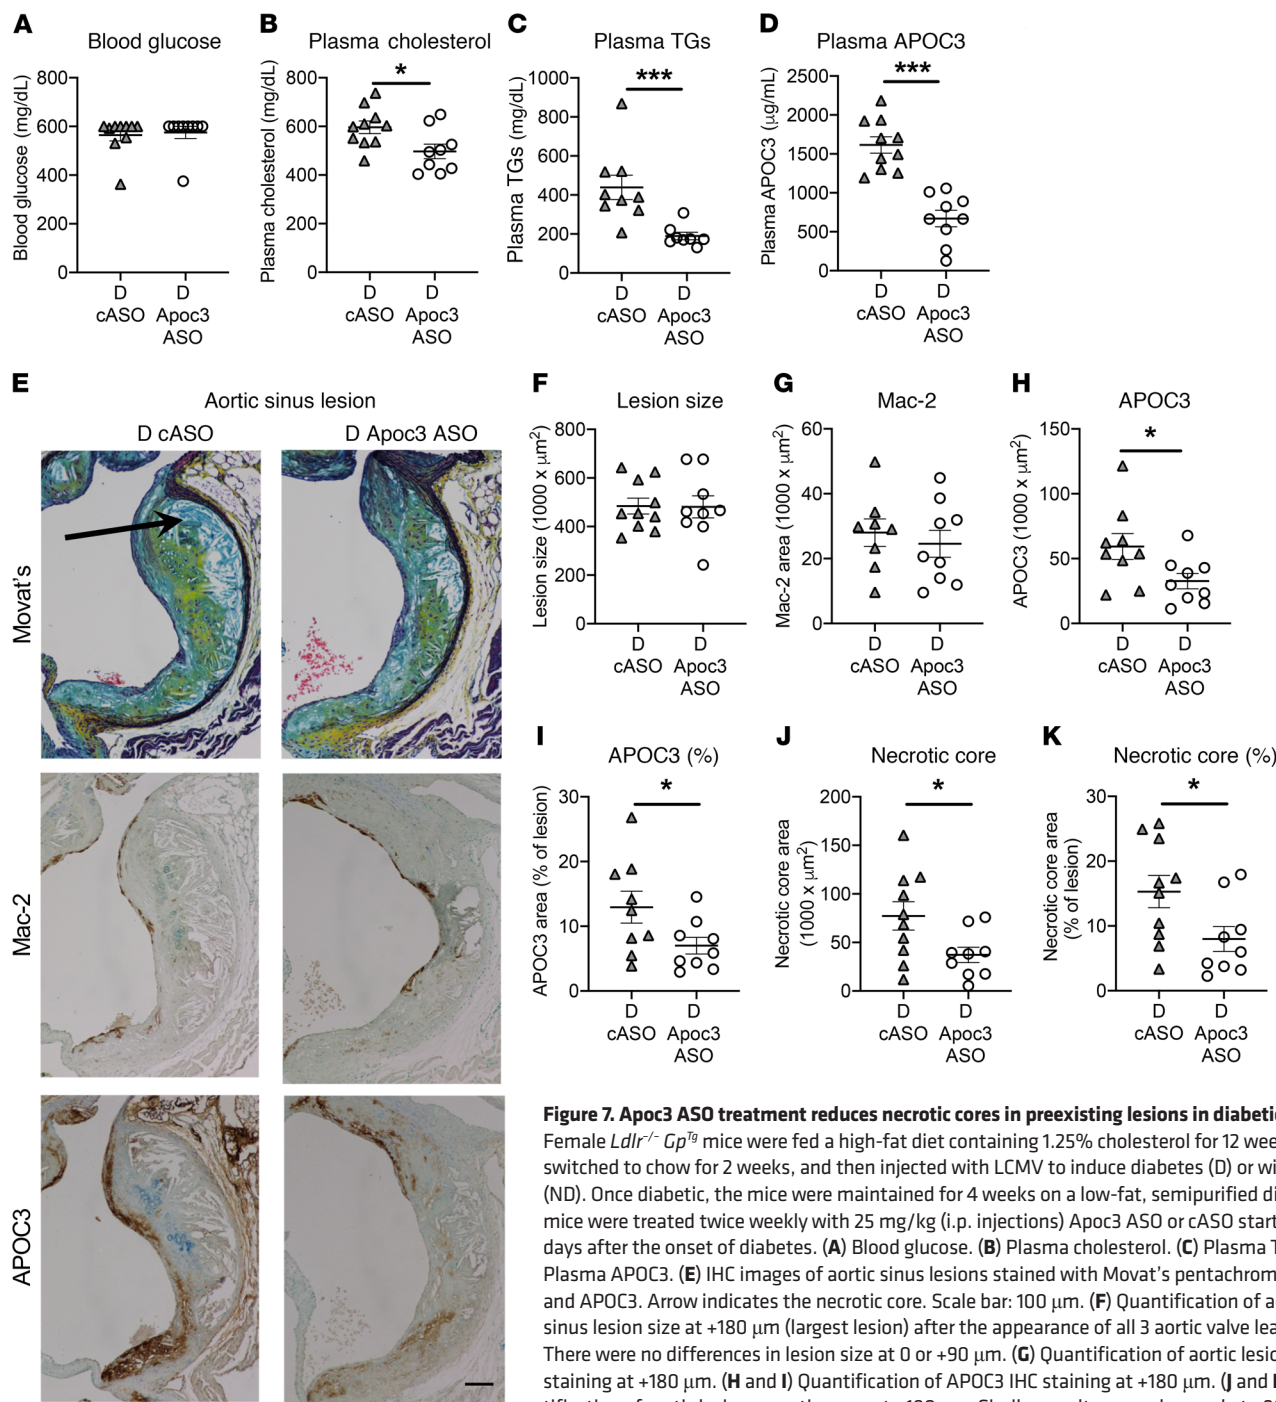 A
Blood glucose
Blood glucose (mg/dL)
800
600
400
200
0
D
cASO
D
Apoc3
ASO
B
Plasma cholesterol
Plasma cholesterol (mg/dL)
800
600
400
200
0
*
D
cASO
D
Apoc3
ASO
C
Plasma TGs
Plasma TGs (mg/dL)
1000
800
600
400
200
0
***
D
cASO
D
Apoc3
ASO
D
Plasma APOC3
Plasma APOC3 (μg/mL)
2500
2000
1500
1000
500
0
***
D
cASO
D
Apoc3
ASO
E
Aortic sinus lesion
D cASO
D Apoc3 ASO
Movat's
Mac-2
APOC3
F
Lesion size
Lesion size (1000 x μm²)
800
600
400
200
0
D
cASO
D
Apoc3
ASO
G
Mac-2
Mac-2 area (1000 x μm²)
60
40
20
0
D
cASO
D
Apoc3
ASO
H
APOC3
APOC3 (1000 x μm²)
150
100
50
0
*
D
cASO
D
Apoc3
ASO
I
APOC3 (%)
APOC3 area (% of lesion)
30
20
10
0
*
D
cASO
D
Apoc3
ASO
J
Necrotic core
Necrotic core area
(1000 x μm²)
200
150
100
50
0
*
D
cASO
D
Apoc3
ASO
K
Necrotic core (%)
Necrotic core area
(% of lesion)
30
20
10
0
*
D
cASO
D
Apoc3
ASO
Figure 7. Apoc3 ASO treatment reduces necrotic cores in preexisting lesions in diabetic
Female Ldlr⁻/⁻ Gpᵀᵍ mice were fed a high-fat diet containing 1.25% cholesterol for 12
switched to chow for 2 weeks, and then injected with LCMV to induce diabetes (D) or
(ND). Once diabetic, the mice were maintained for 4 weeks on a low-fat, semipurified
mice were treated twice weekly with 25 mg/kg (i.p. injections) Apoc3 ASO or cASO
days after the onset of diabetes. (A) Blood glucose. (B) Plasma cholesterol. (C) Plasma
Plasma APOC3. (E) IHC images of aortic sinus lesions stained with Movat's
and APOC3. Arrow indicates the necrotic core. Scale bar: 100 μm. (F) Quantification of
sinus lesion size at +180 μm (largest lesion) after the appearance of all 3 aortic valve
There were no differences in lesion size at 0 or +90 μm. (G) Quantification of aortic
staining at +180 μm. (H and I) Quantification of APOC3 IHC staining at +180 μm. (J and